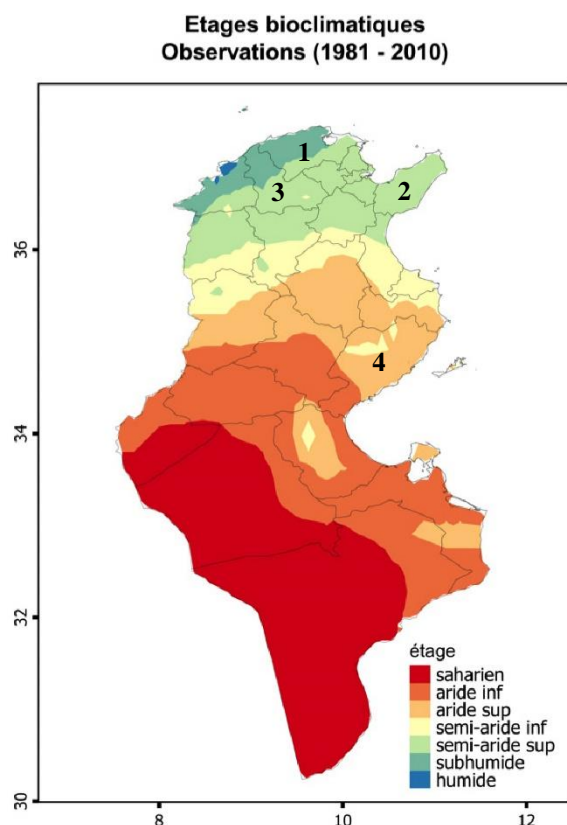 Etages bioclimatiques
Observations (1981 - 2010)
1
2
3
4
36
34
32
30
8
10
12
étage
saharien
aride inf
aride sup
semi-aride inf
semi-aride sup
subhumide
humide